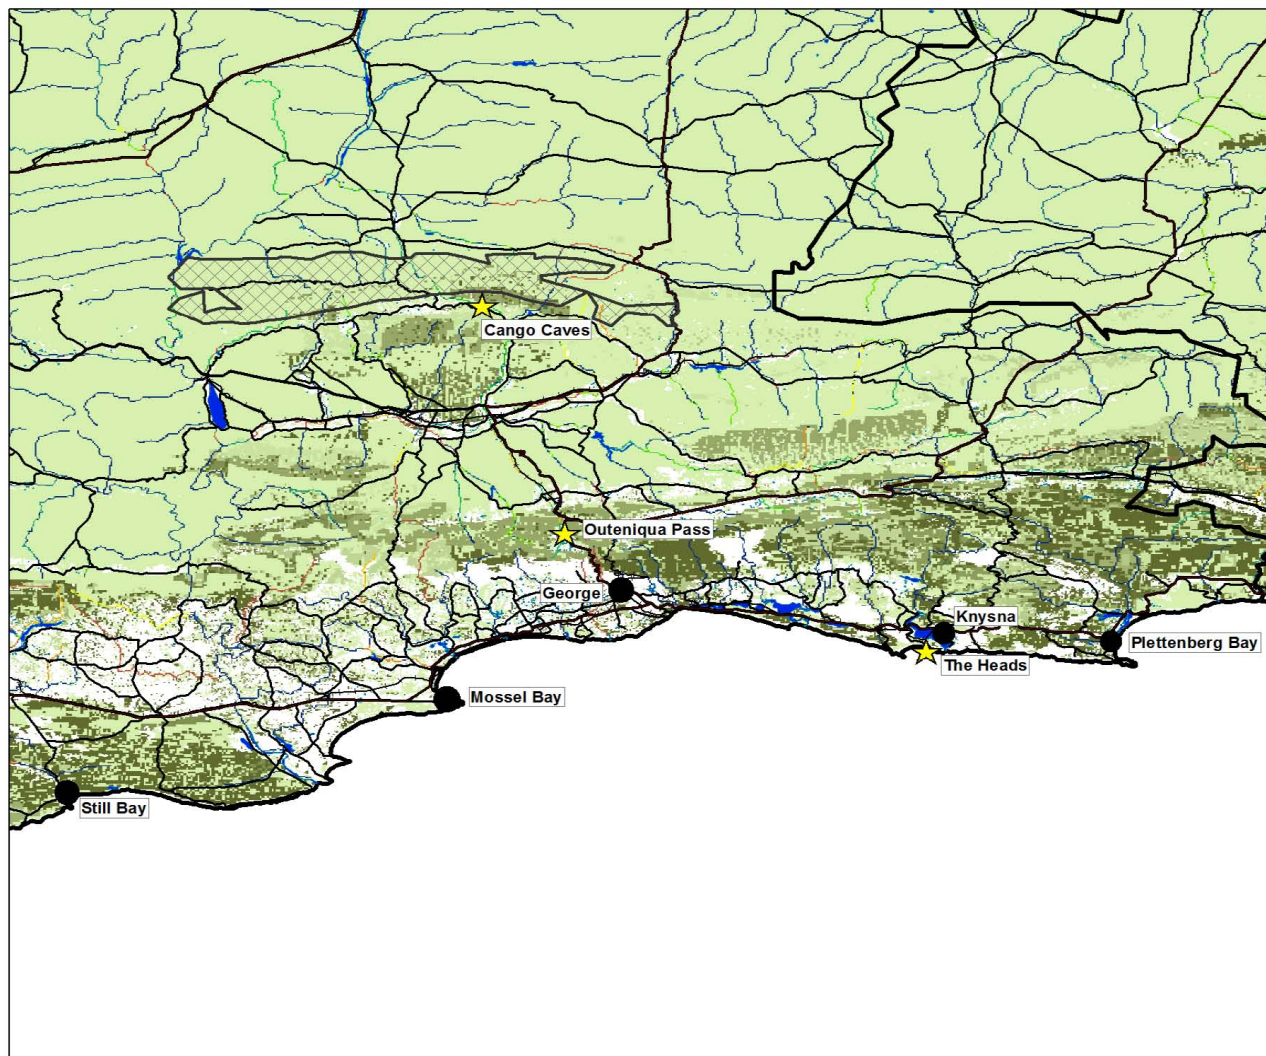 Cango Caves
Outeniqua Pass
George
Knysna
Plettenberg Bay
The Heads
Mossel Bay
Still Bay